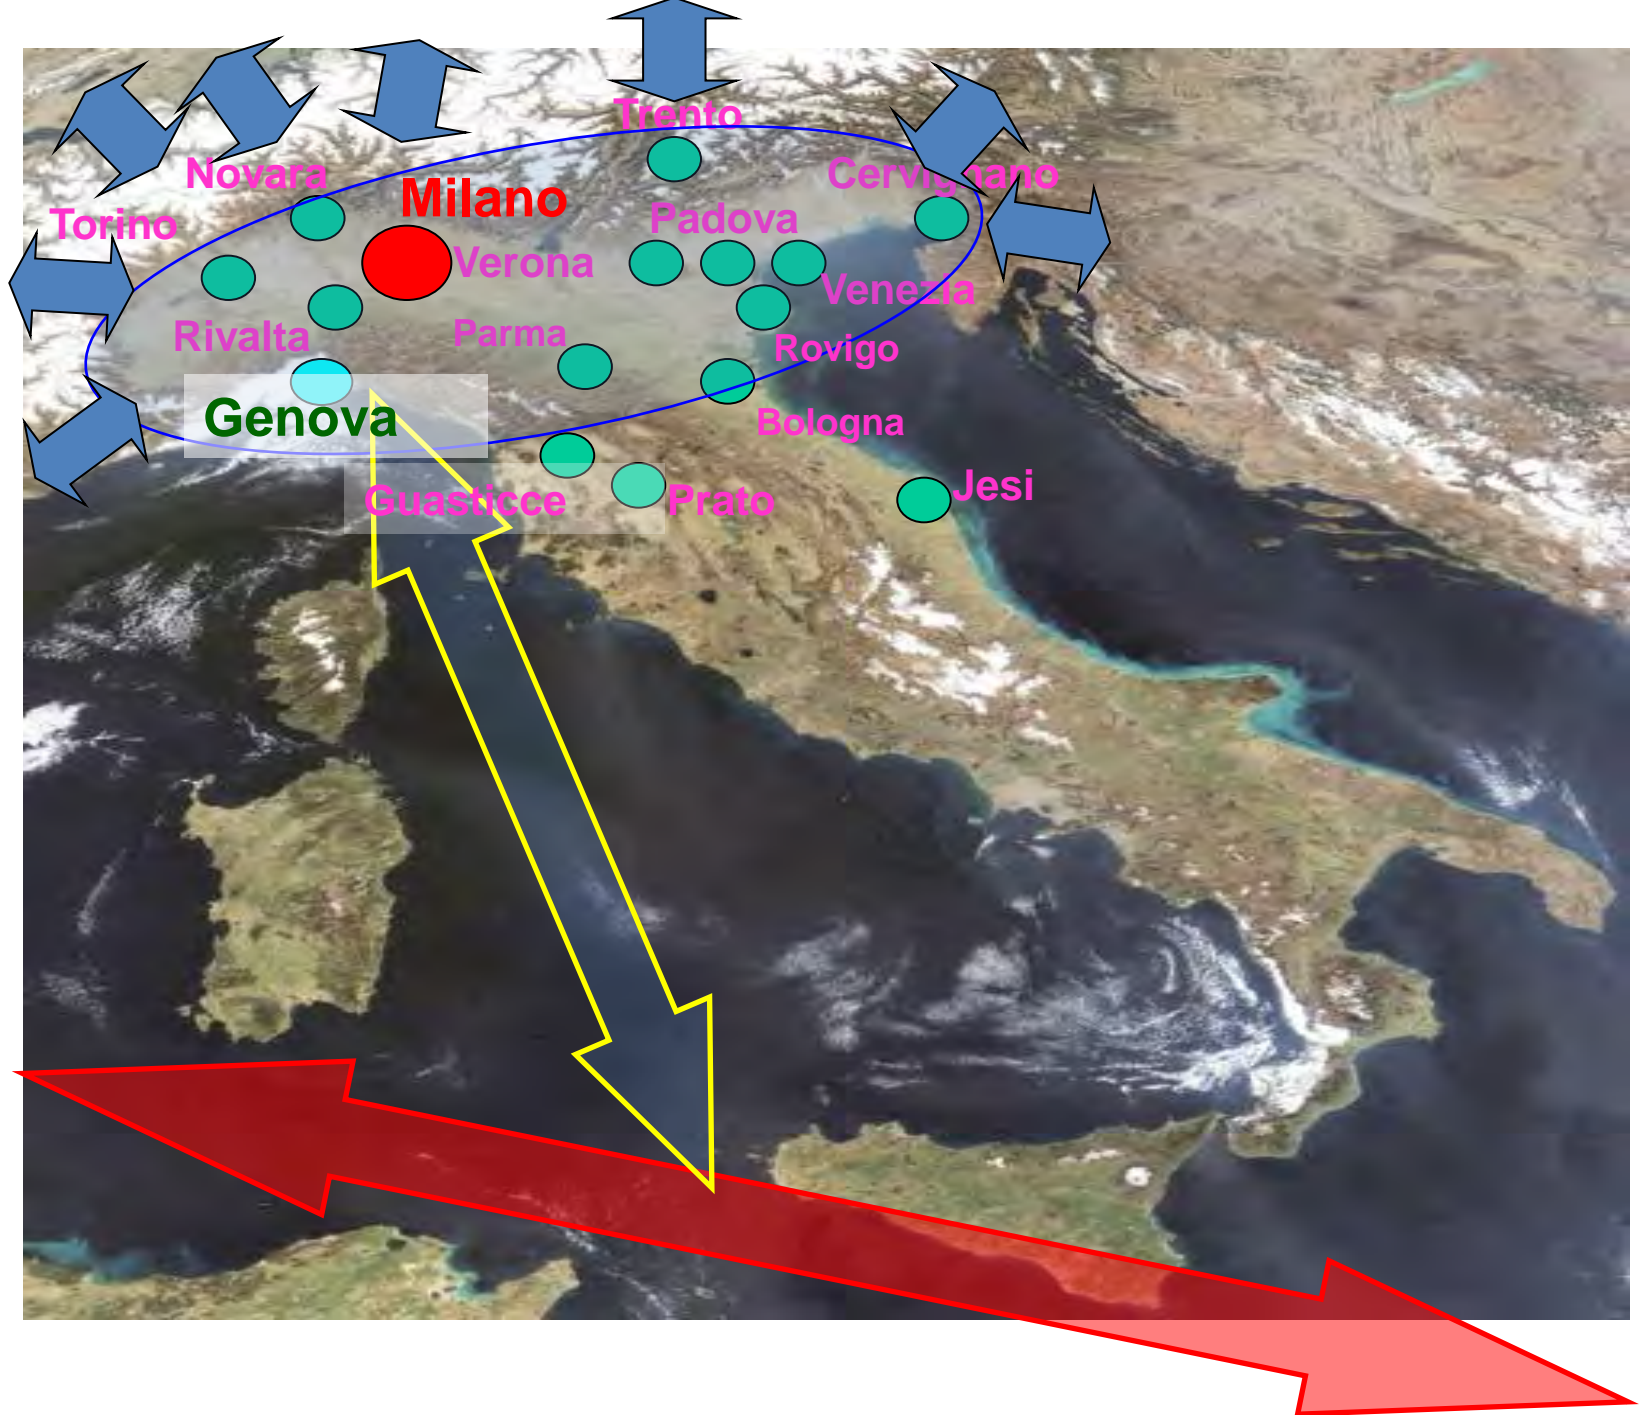 Trento
Novara
Cervignano
Milano
Torino
Padova
Verona
Venezia
Rivalta
Parma
Rovigo
Genova
Bologna
Guasticce
Prato
Jesi